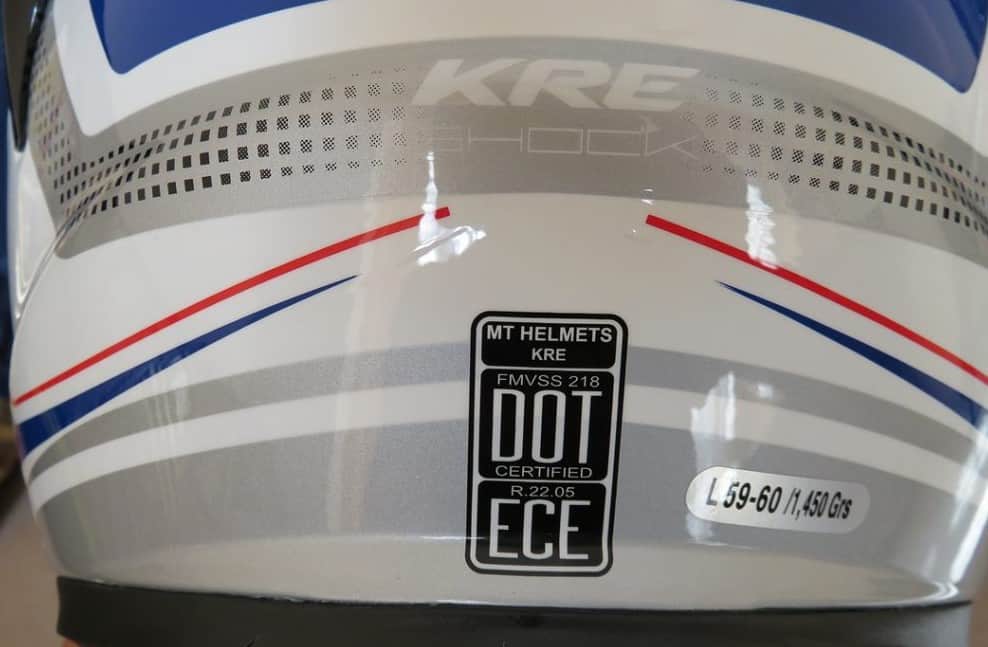 KRE
SHOCK
MT HELMETS
KRE
FMVSS 218
DOT
CERTIFIED
R.22.05
ECE
L 59-60 /1,450 Grs